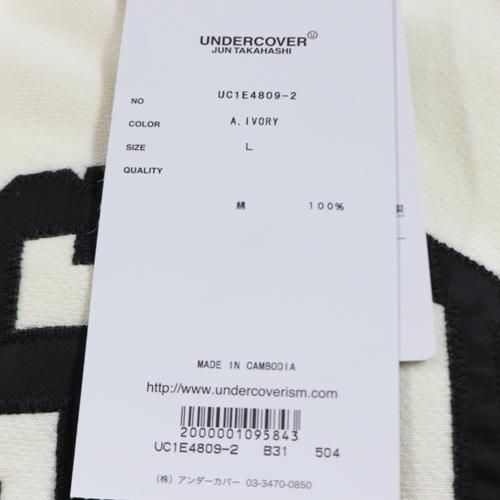 UNDERCOVER U
JUN TAKAHASHI
NO UC1E4809-2
COLOR A.IVORY
SIZE L
QUALITY
綿 100%
製
MADE IN CAMBODIA
http://www.undercoverism.com
2000001095843
UC1E4809-2 B31 504
(株) アンダーカバー 03-3470-0850